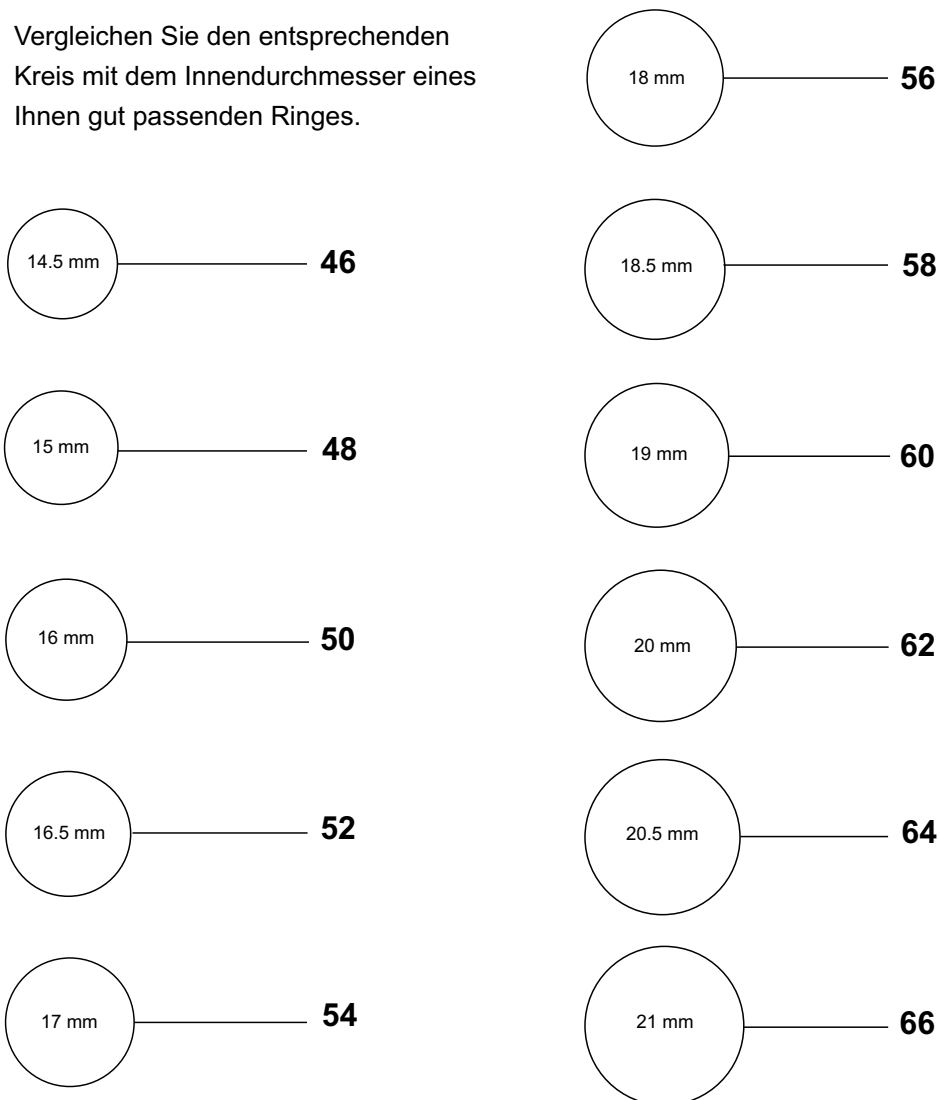 Vergleichen Sie den entsprechenden
Kreis mit dem Innendurchmesser eines
Ihnen gut passenden Ringes.
14.5 mm 46
15 mm 48
16 mm 50
16.5 mm 52
17 mm 54
18 mm 56
18.5 mm 58
19 mm 60
20 mm 62
20.5 mm 64
21 mm 66